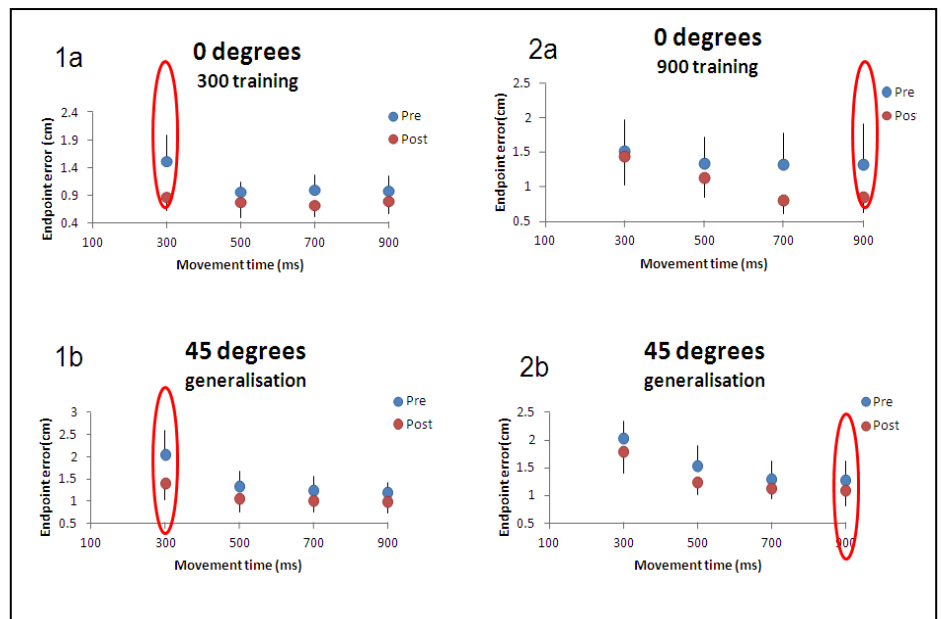 1a
0 degrees
300 training
Endpoint error (cm)
2.4
1.9
1.4
0.9
0.4
100 300 500 700 900
Movement time (ms)
Pre
Post
2a
0 degrees
900 training
Endpoint error (cm)
2.5
2
1.5
1
0.5
100 300 500 700 900
Movement time (ms)
Pre
Pos
1b
45 degrees
generalisation
Endpoint error(cm)
3
2.5
2
1.5
1
0.5
100 300 500 700 900
Movement time (ms)
Pre
Post
2b
45 degrees
generalisation
Endpoint error(cm)
2.5
2
1.5
1
0.5
100 300 500 700 900
Movement time (ms)
Pre
Post